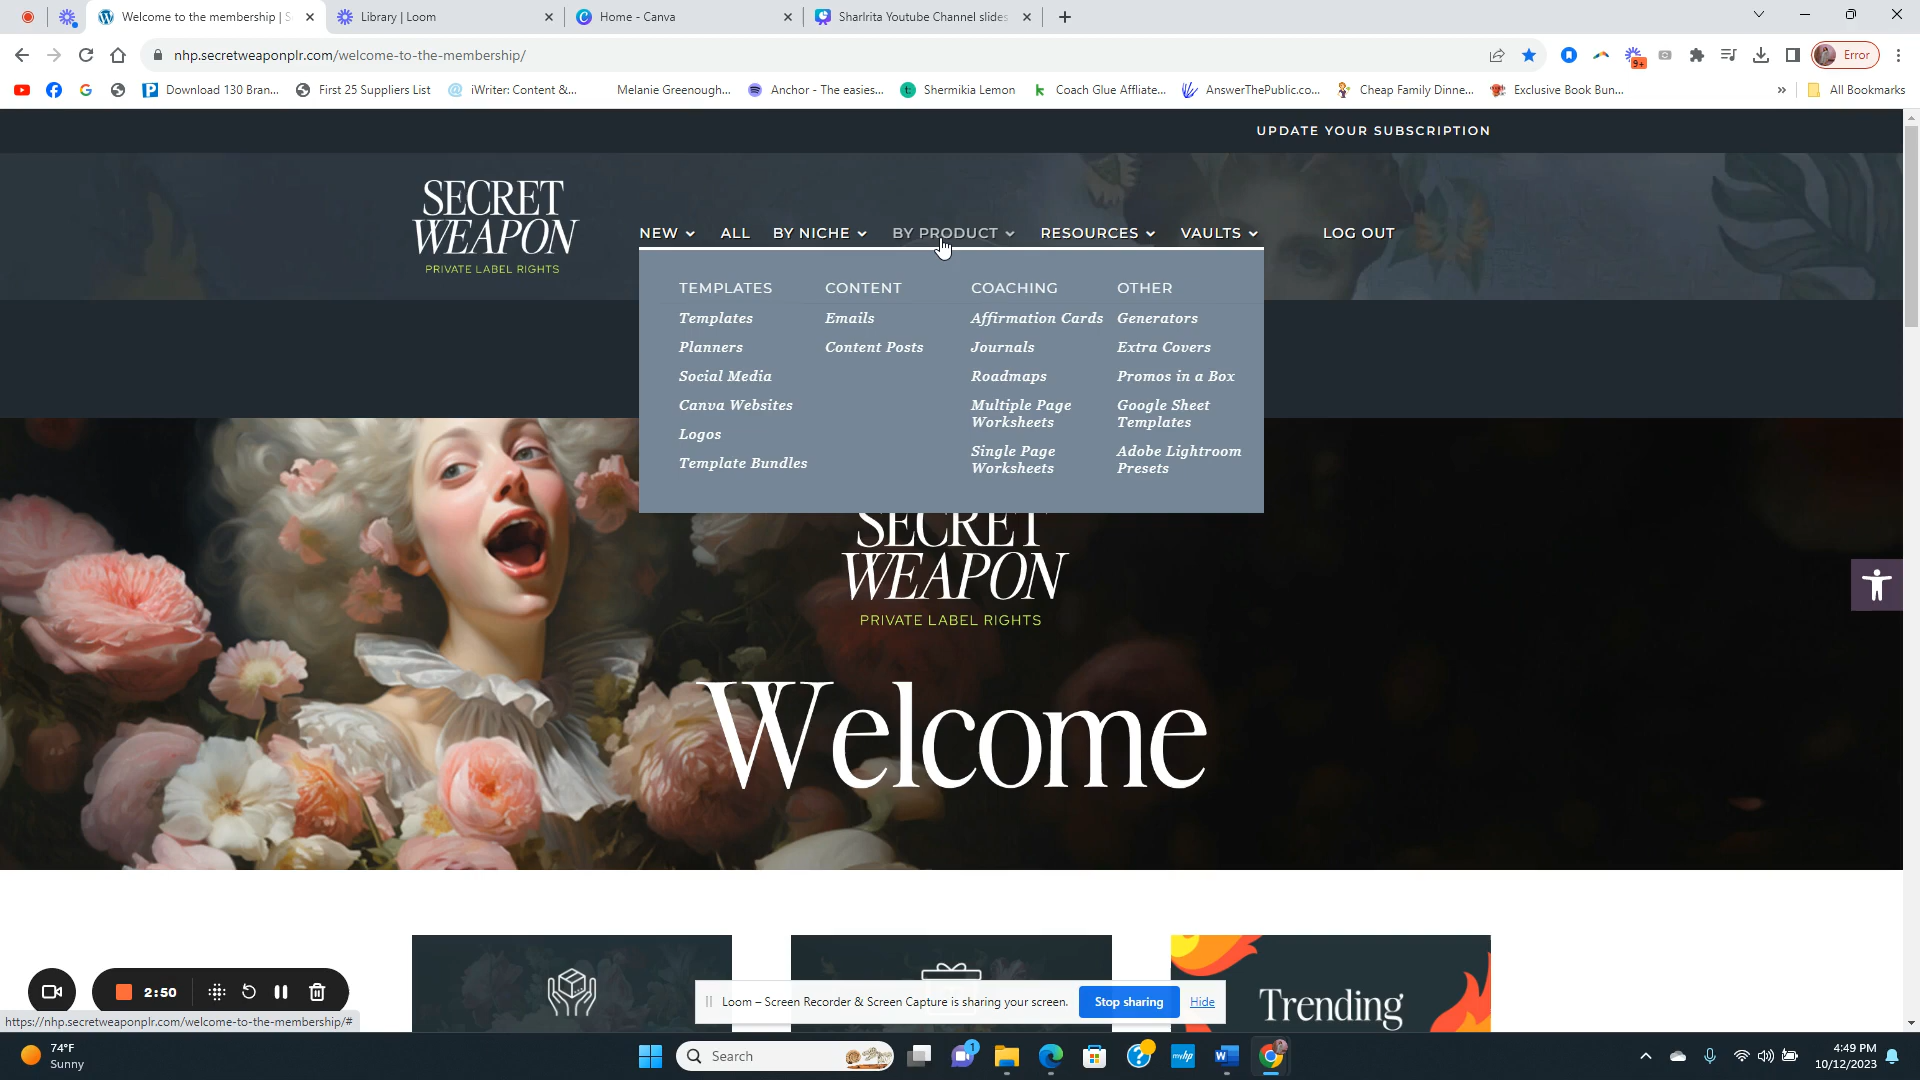 Welcome to the membership | S
Library | Loom
Home - Canva
SharIrita Youtube Channel slides
nhp.secretweaponplr.com/welcome-to-the-membership/
9+
Error
Download 130 Bran...
First 25 Suppliers List
iWriter: Content &...
Melanie Greenough...
Anchor - The easies...
Shermikia Lemon
Coach Glue Affliate...
AnswerThePublic.co...
Cheap Family Dinne...
Exclusive Book Bun...
»
All Bookmarks
UPDATE YOUR SUBSCRIPTION
SECRET
WEAPON
PRIVATE LABEL RIGHTS
NEW
ALL
BY NICHE
BY PRODUCT
RESOURCES
VAULTS
LOG OUT
TEMPLATES
Templates
Planners
Social Media
Canva Websites
Logos
Template Bundles
CONTENT
Emails
Content Posts
COACHING
Affirmation Cards
Journals
Roadmaps
Multiple Page
Worksheets
Single Page
Worksheets
OTHER
Generators
Extra Covers
Promos in a Box
Google Sheet
Templates
Adobe Lightroom
Presets
SECRET
WEAPON
PRIVATE LABEL RIGHTS
Welcome
Trending
2:50
Loom – Screen Recorder & Screen Capture is sharing your screen.
Stop sharing
Hide
https://nhp.secretweaponplr.com/welcome-to-the-membership/#
74°F
Sunny
Search
1
myhp
4:49 PM
10/12/2023